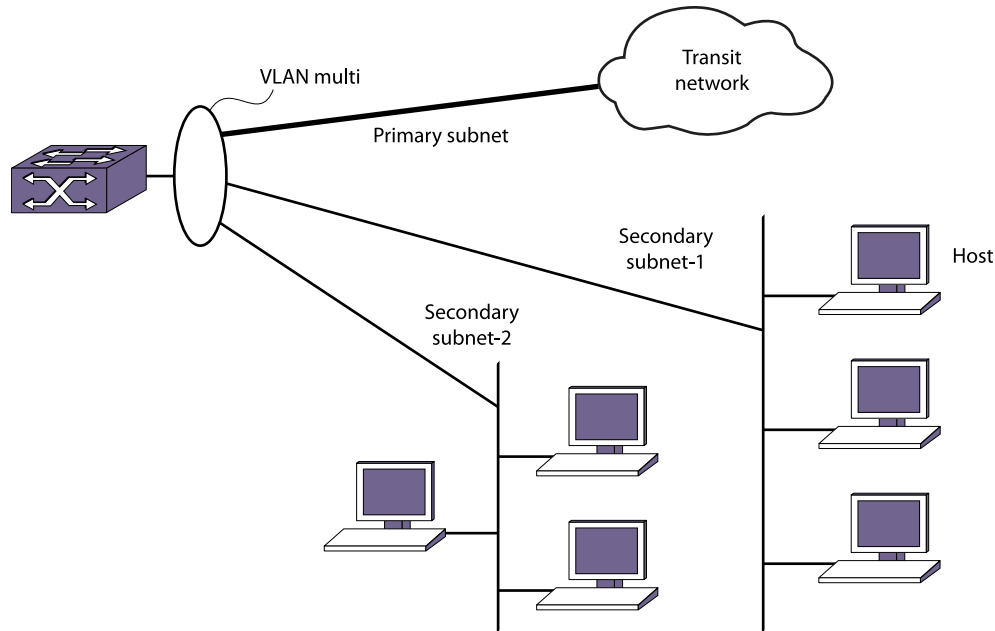 VLAN multi
Transit
network
Primary subnet
Secondary
subnet-1
Host
Secondary
subnet-2